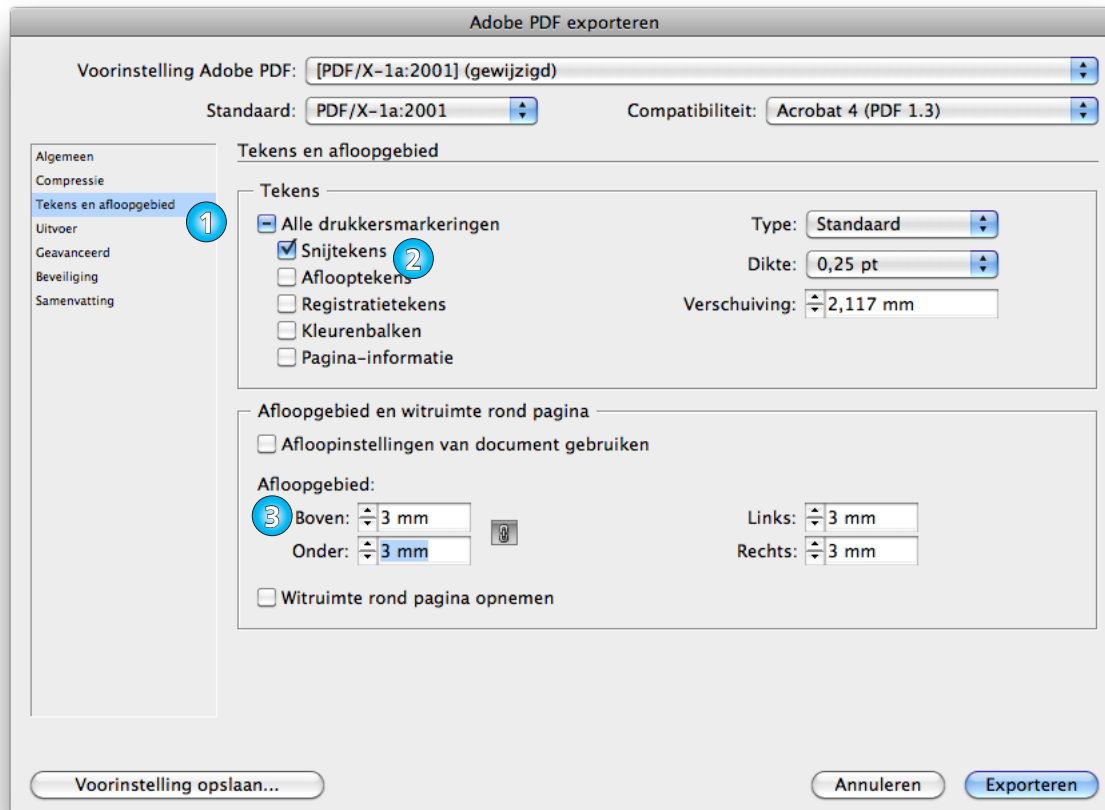 Adobe PDF exporteren
Voorinstelling Adobe PDF: [PDF/X-1a:2001] (gewijzigd)
Standaard: PDF/X-1a:2001 Compatibiliteit: Acrobat 4 (PDF 1.3)
Algemeen
Compressie
Tekens en afloopgebied
Uitvoer
Geavanceerd
Beveiliging
Samenvatting
1
Tekens en afloopgebied
Tekens
Alle drukkersmarkeringen
Snijtekens
2
Aflooptekens
Registratietekens
Kleurenbalken
Pagina-informatie
Type: Standaard
Dikte: 0,25 pt
Verschuiving: 2,117 mm
Afloopgebied en witruimte rond pagina
Afloopinstellingen van document gebruiken
Afloopgebied:
3 Boven: 3 mm Links: 3 mm
Onder: 3 mm Rechts: 3 mm
Witruimte rond pagina opnemen
Voorinstelling opslaan... Annuleren Exporteren